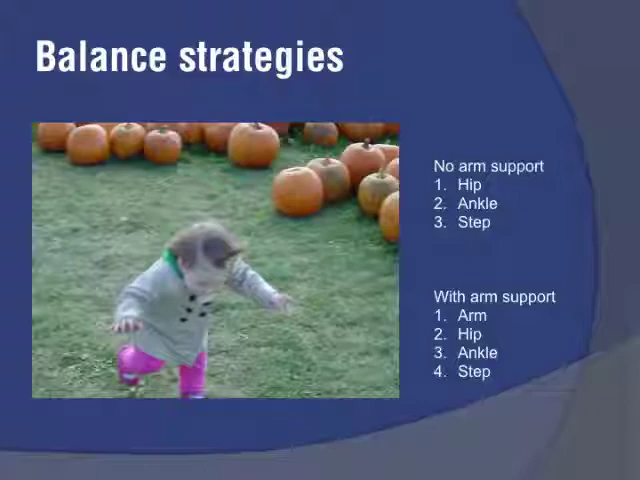 Balance strategies
No arm support
1. Hip
2. Ankle
3. Step
With arm support
1. Arm
2. Hip
3. Ankle
4. Step